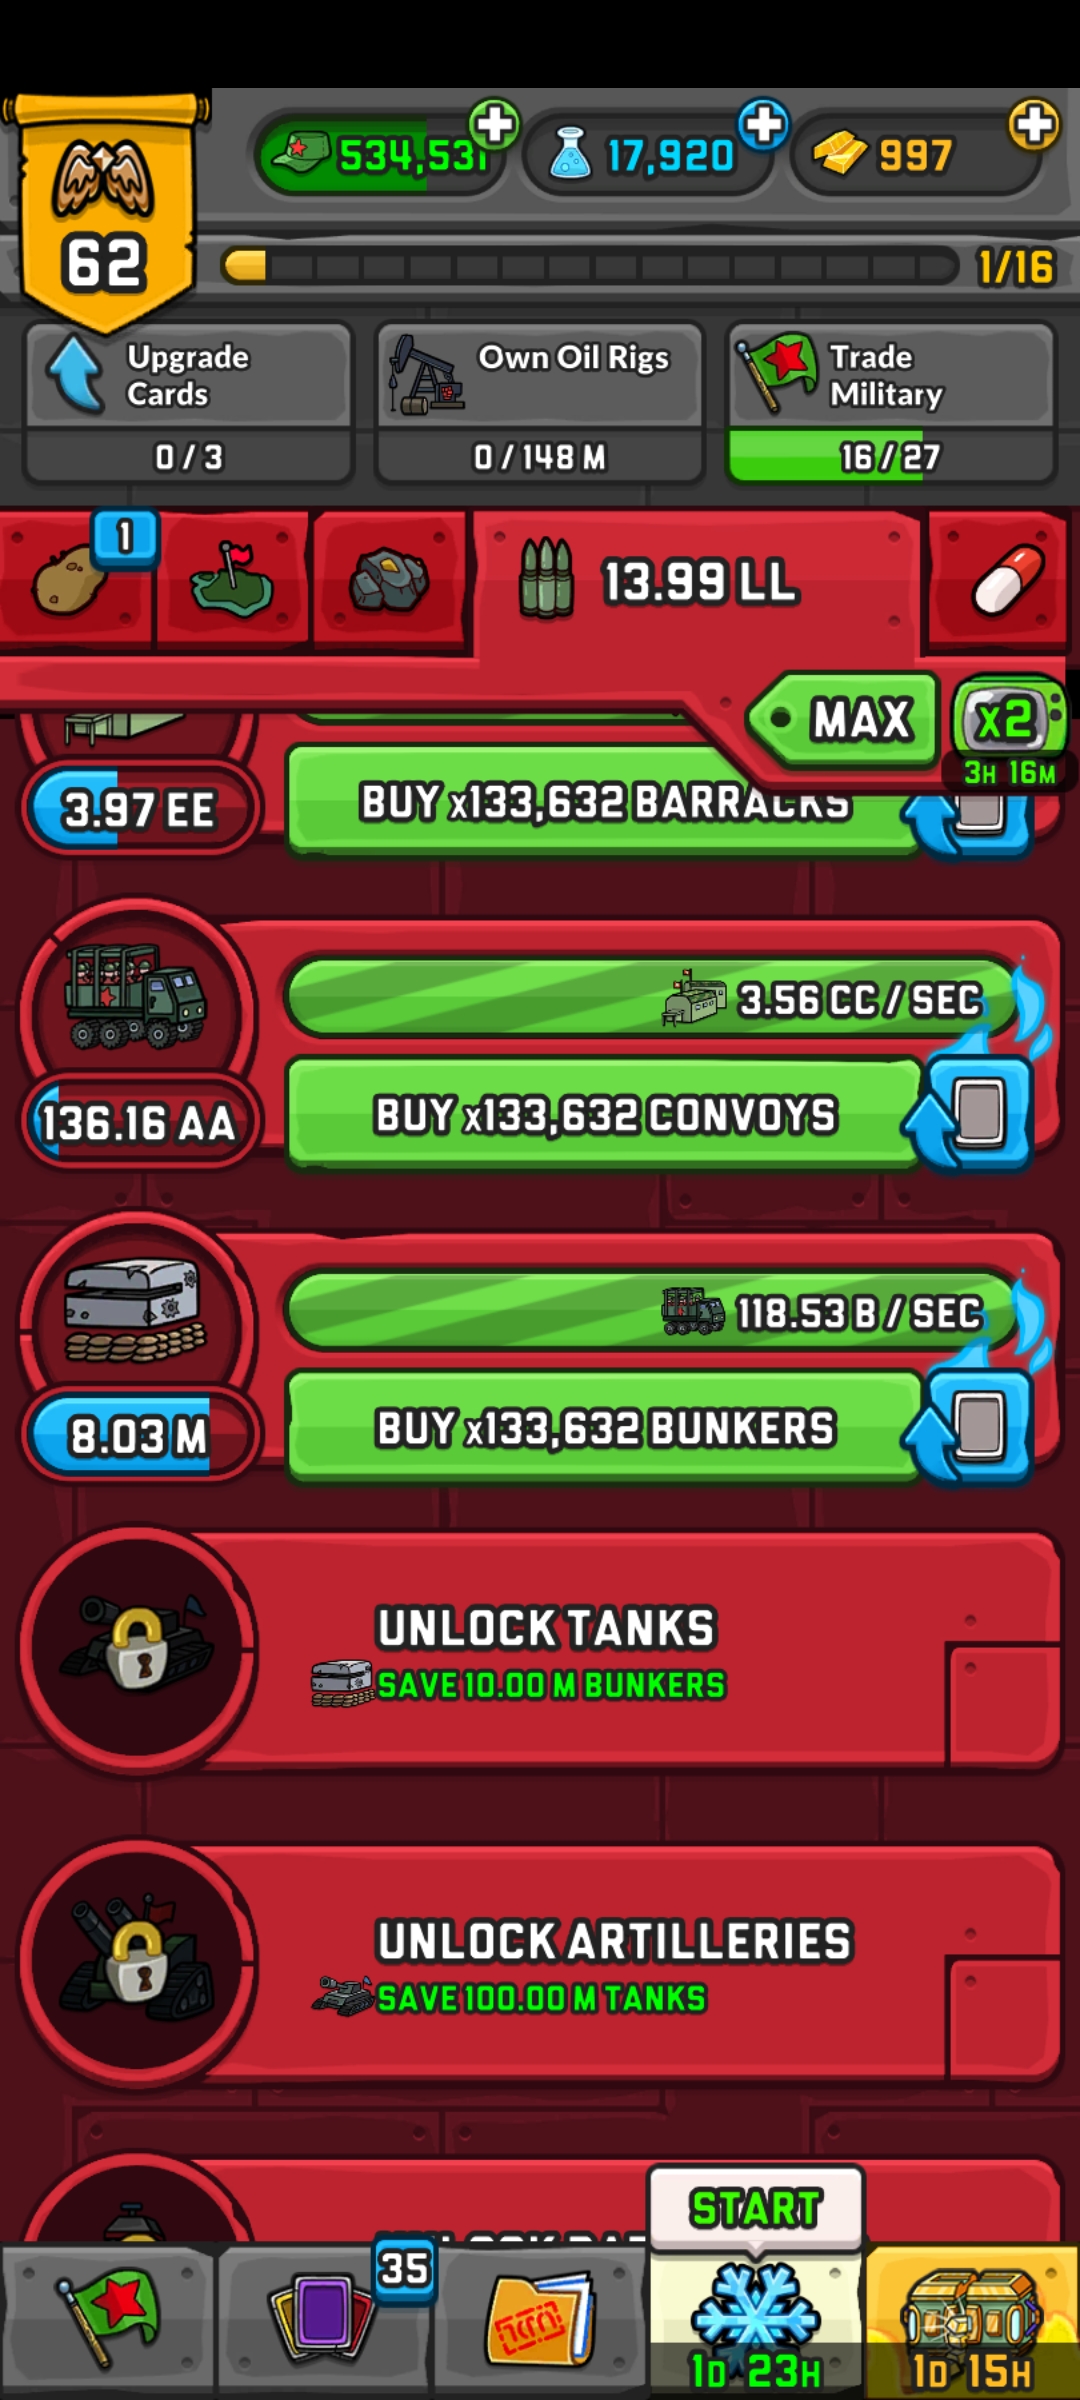 534,531
17,920
997
62
1/16
Upgrade
Cards
0 / 3
Own Oil Rigs
0 / 148 M
Trade
Military
16 / 27
1
13.99 LL
MAX
x2
3H 16M
3.97 EE
BUY x133,632 BARRACKS
3.56 CC / SEC
136.16 AA
BUY x133,632 CONVOYS
118.53 B / SEC
8.03 M
BUY x133,632 BUNKERS
UNLOCK TANKS
SAVE 10.00 M BUNKERS
UNLOCK ARTILLERIES
SAVE 100.00 M TANKS
START
35
1D 23H
1D 15H